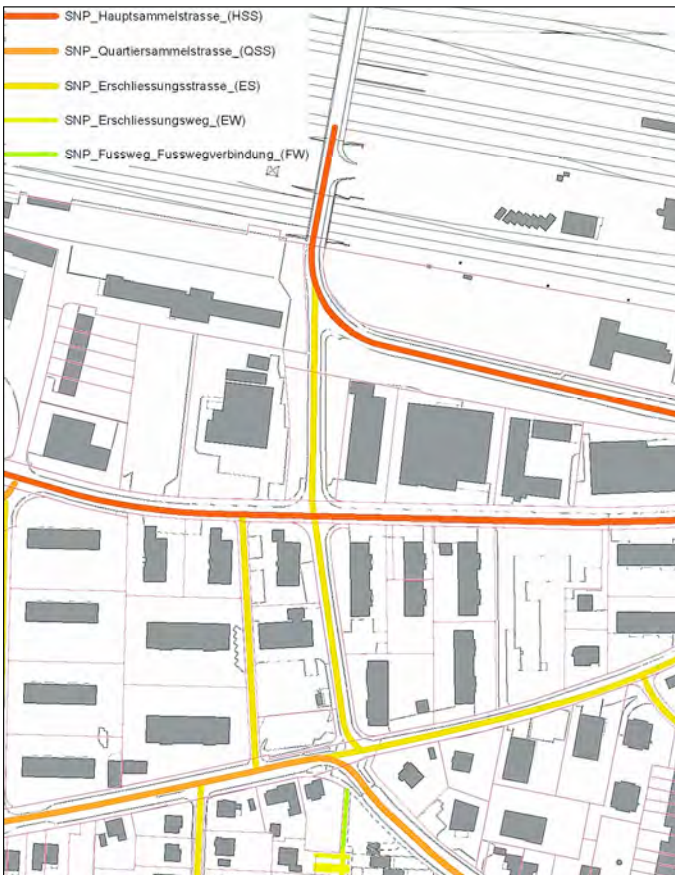 SNP_Hauptsammelstrasse_(HSS)
SNP_Quartiersammelstrasse_(QSS)
SNP_Erschliessungsstrasse_(ES)
SNP_Erschliessungsweg_(EW)
SNP_Fussweg_Fusswegverbindung_(FW)